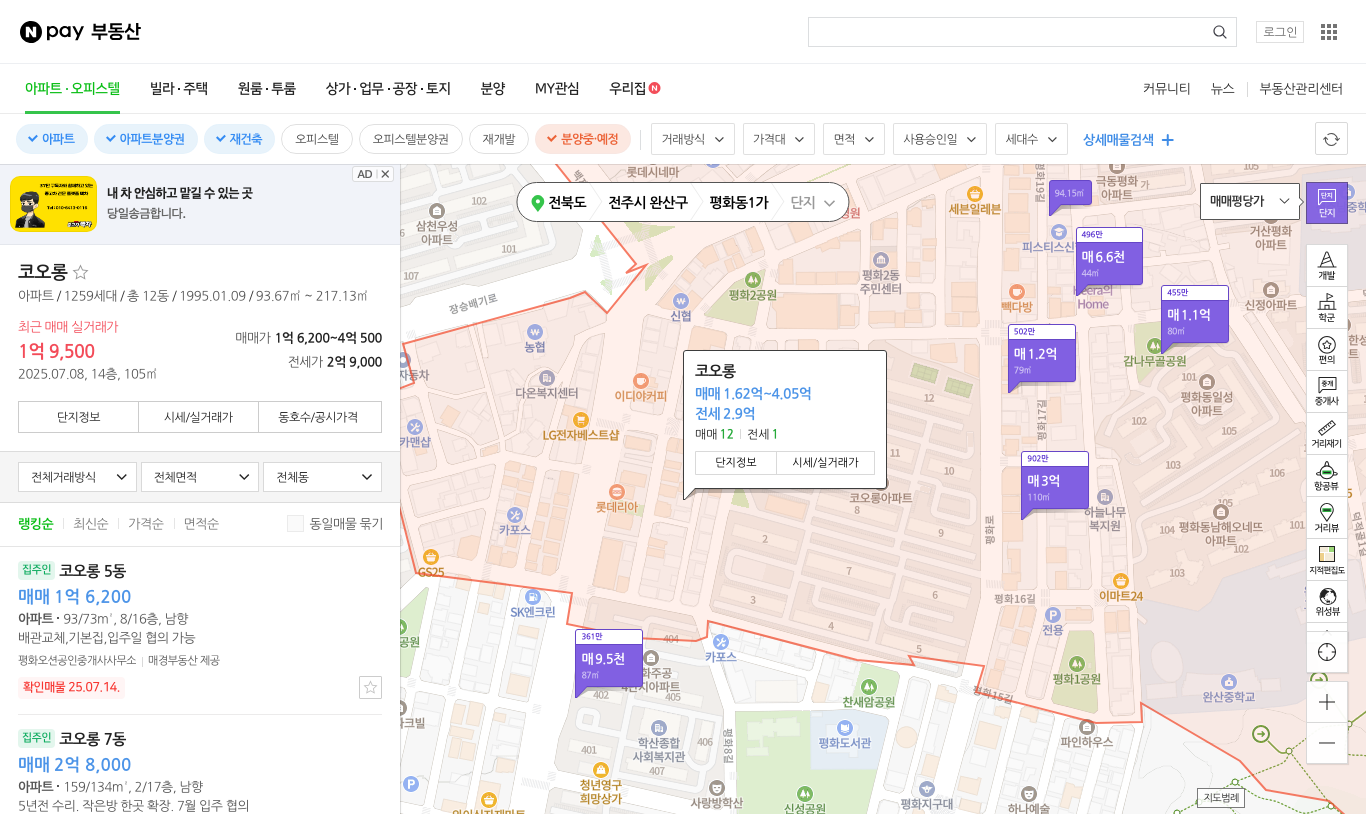 N pay 부동산
로그인
아파트·오피스텔 빌라·주택 원룸·투룸 상가·업무·공장·토지 분양 MY관심 우리집 N
커뮤니티 뉴스 부동산관리센터
아파트 아파트분양권 재건축 오피스텔 오피스텔분양권 재개발 분양중·예정 거래방식 가격대 면적 사용승인일 세대수 상세매물검색
AD
내 차 안심하고 맡길 수 있는 곳
당일송금합니다.
코오롱
아파트 / 1259세대 / 총 12동 / 1995.01.09 / 93.67㎡ ~ 217.13㎡
최근 매매 실거래가
1억 9,500
2025.07.08, 14층, 105㎡
매매가 1억 6,200~4억 500
전세가 2억 9,000
단지정보 시세/실거래가 동호수/공시가격
전체거래방식 전체면적 전체동
랭킹순 최신순 가격순 면적순 동일매물 묶기
집주인 코오롱 5동
매매 1억 6,200
아파트 · 93/73㎡, 8/16층, 남향
배관교체,기본집,입주일 협의 가능
평화오션공인중개사사무소 매경부동산 제공
확인매물 25.07.14.
집주인 코오롱 7동
매매 2억 8,000
아파트 · 159/134㎡, 2/17층, 남향
5년전 수리. 작은방 한곳 확장. 7월 입주 협의
전북도 전주시 완산구 평화동1가 단지
롯데시네마
102
삼천우성
아파트
101
107
장승배기로
평화2공원
신협
농협
다온복지센터
이디야커피
LG전자베스트샵
자동차
카맨샵
롯데리아
카포스
GS25
SK엔크린
평화2동
주민센터
세븐일레븐
피스티스신
극동평화
빽다방
Heera의
Home
거산평화
아파트
신정아파트
감나무골공원
평화동일성
아파트
102
105
103
106
101
105
102
103
104
평화동남해오네뜨
아파트
하늘나무
복지원
이마트24
평화16길
전용
평화1공원
평화15길
완산중학교
파인하우스
찬새암공원
평화도서관
평화지구대
하나예술
신성공원
사랑방학산
청년영구
희망상가
학산종합
사회복지관
401
402
404
405
406
407
평화8길
카포스
코오롱아파트
12
11
10
8
9
2
7
6
3
4
5
평화로
평화17길
94.15㎡
496만
매 6.6천
44㎡
455만
매 1.1억
80㎡
502만
매 1.2억
79㎡
902만
매 3억
110㎡
361만
매 9.5천
87㎡
코오롱
매매 1.62억~4.05억
전세 2.9억
매매 12 전세 1
단지정보 시세/실거래가
매매평당가
단지
단지
개발
학군
편의
중개
중개사
거리재기
항공뷰
거리뷰
지적편집도
위성뷰
지도범례